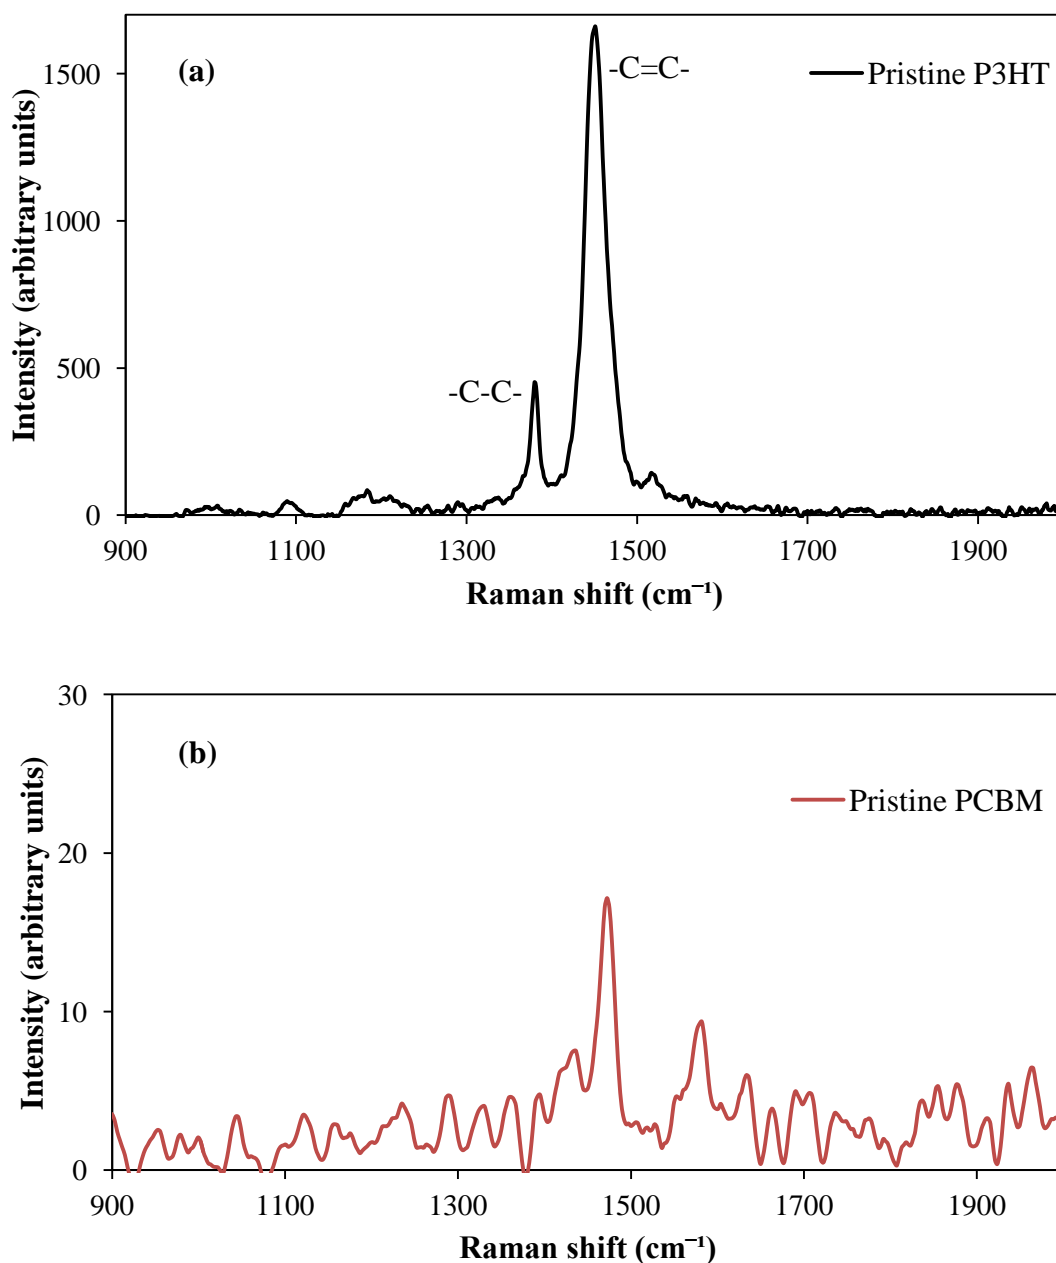 (a)
-C=C-
Pristine P3HT
-C-C-
Intensity (arbitrary units)
1500
1000
500
0
900 1100 1300 1500 1700 1900
Raman shift (cm⁻¹)
(b)
Pristine PCBM
Intensity (arbitrary units)
30
20
10
0
900 1100 1300 1500 1700 1900
Raman shift (cm⁻¹)